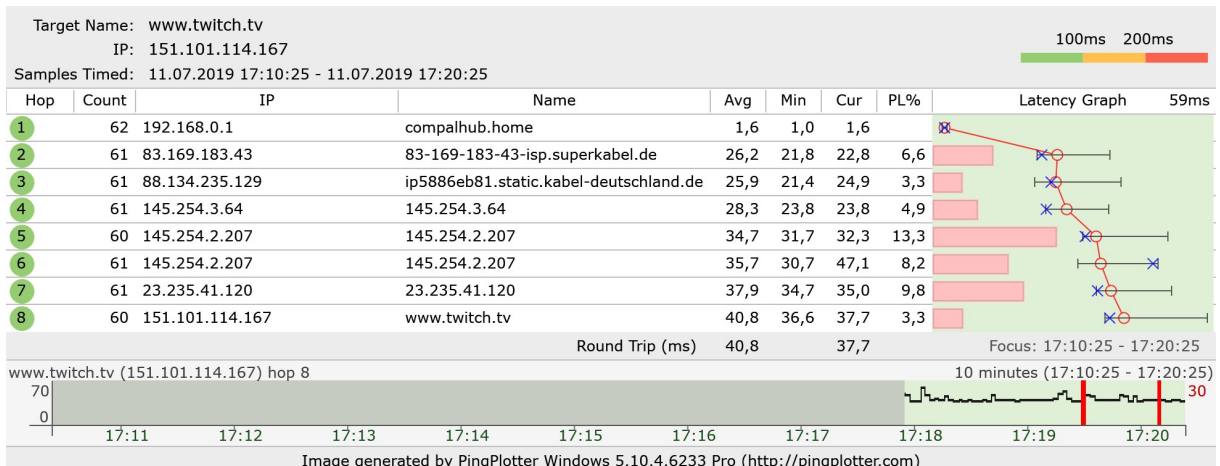 Target Name: www.twitch.tv
IP: 151.101.114.167
100ms 200ms
Samples Timed: 11.07.2019 17:10:25 - 11.07.2019 17:20:25
Hop Count IP Name Avg Min Cur PL% Latency Graph 59ms
1 62 192.168.0.1 compalhub.home 1,6 1,0 1,6
2 61 83.169.183.43 83-169-183-43-isp.superkabel.de 26,2 21,8 22,8 6,6
3 61 88.134.235.129 ip5886eb81.static.kabel-deutschland.de 25,9 21,4 24,9 3,3
4 61 145.254.3.64 145.254.3.64 28,3 23,8 23,8 4,9
5 60 145.254.2.207 145.254.2.207 34,7 31,7 32,3 13,3
6 61 145.254.2.207 145.254.2.207 35,7 30,7 47,1 8,2
7 61 23.235.41.120 23.235.41.120 37,9 34,7 35,0 9,8
8 60 151.101.114.167 www.twitch.tv 40,8 36,6 37,7 3,3
Round Trip (ms) 40,8 37,7 Focus: 17:10:25 - 17:20:25
www.twitch.tv (151.101.114.167) hop 8 10 minutes (17:10:25 - 17:20:25)
70 30
0
17:11 17:12 17:13 17:14 17:15 17:16 17:17 17:18 17:19 17:20
Image generated by PingPlotter Windows 5.10.4.6233 Pro (http://pingplotter.com)